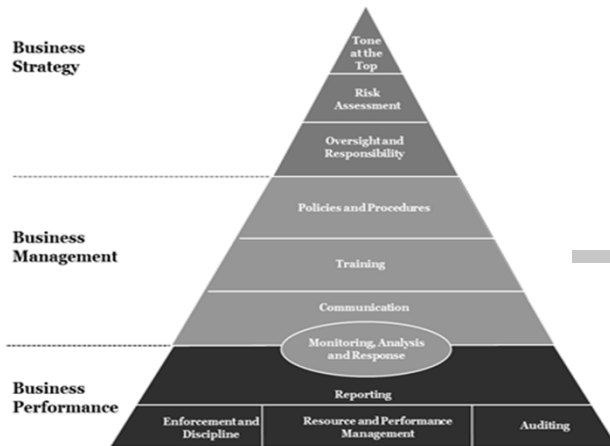 Business
Strategy
Tone
at the
Top
Risk
Assessment
Oversight and
Responsibility
Business
Management
Policies and Procedures
Training
Communication
Monitoring, Analysis
and Response
Business
Performance
Reporting
Enforcement and
Discipline
Resource and Performance
Management
Auditing